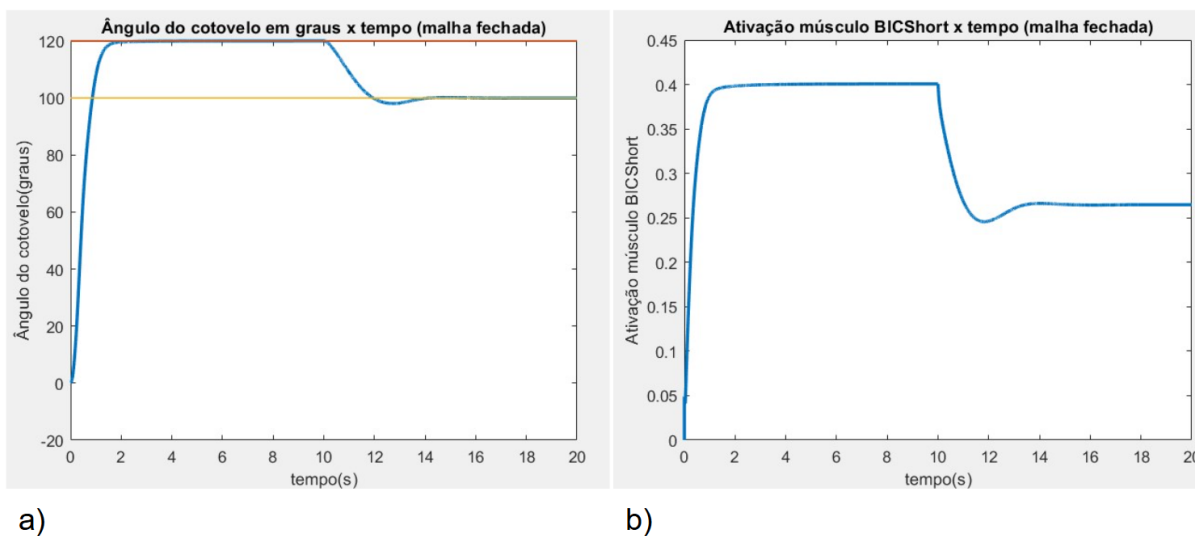 Ângulo do cotovelo em graus x tempo (malha fechada)
120
100
80
60
40
20
0
-20
Ângulo do cotovelo(graus)
0 2 4 6 8 10 12 14 16 18 20
tempo(s)
a)
Ativação músculo BICShort x tempo (malha fechada)
0.45
0.4
0.35
0.3
0.25
0.2
0.15
0.1
0.05
0
Ativação músculo BICShort
0 2 4 6 8 10 12 14 16 18 20
tempo(s)
b)